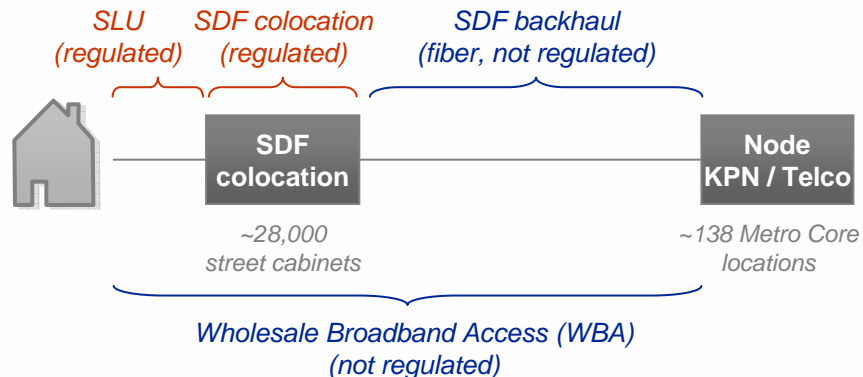 SLU
(regulated)
SDF colocation
(regulated)
SDF backhaul
(fiber, not regulated)
SDF
colocation
Node
KPN / Telco
~28,000
street cabinets
~138 Metro Core
locations
Wholesale Broadband Access (WBA)
(not regulated)